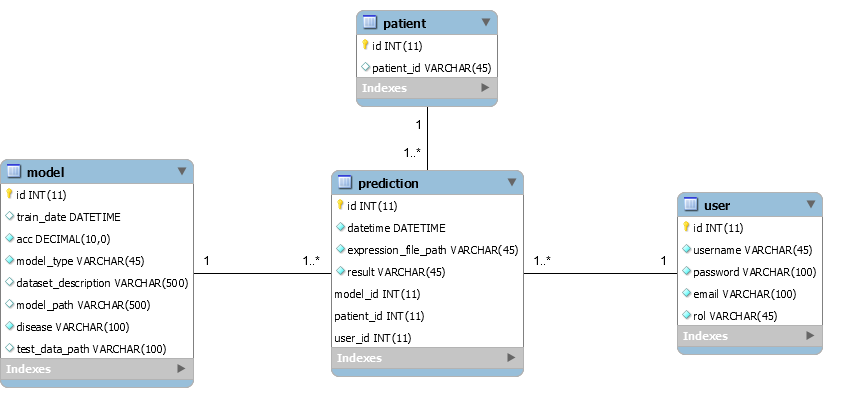 patient
id INT(11)
patient_id VARCHAR(45)
Indexes
1
1..*
model
id INT(11)
train_date DATETIME
acc DECIMAL(10,0)
model_type VARCHAR(45)
dataset_description VARCHAR(500)
model_path VARCHAR(500)
disease VARCHAR(100)
test_data_path VARCHAR(100)
Indexes
1
1..*
prediction
id INT(11)
datetime DATETIME
expression_file_path VARCHAR(45)
result VARCHAR(45)
model_id INT(11)
patient_id INT(11)
user_id INT(11)
Indexes
1..*
1
user
id INT(11)
username VARCHAR(45)
password VARCHAR(100)
email VARCHAR(100)
rol VARCHAR(45)
Indexes